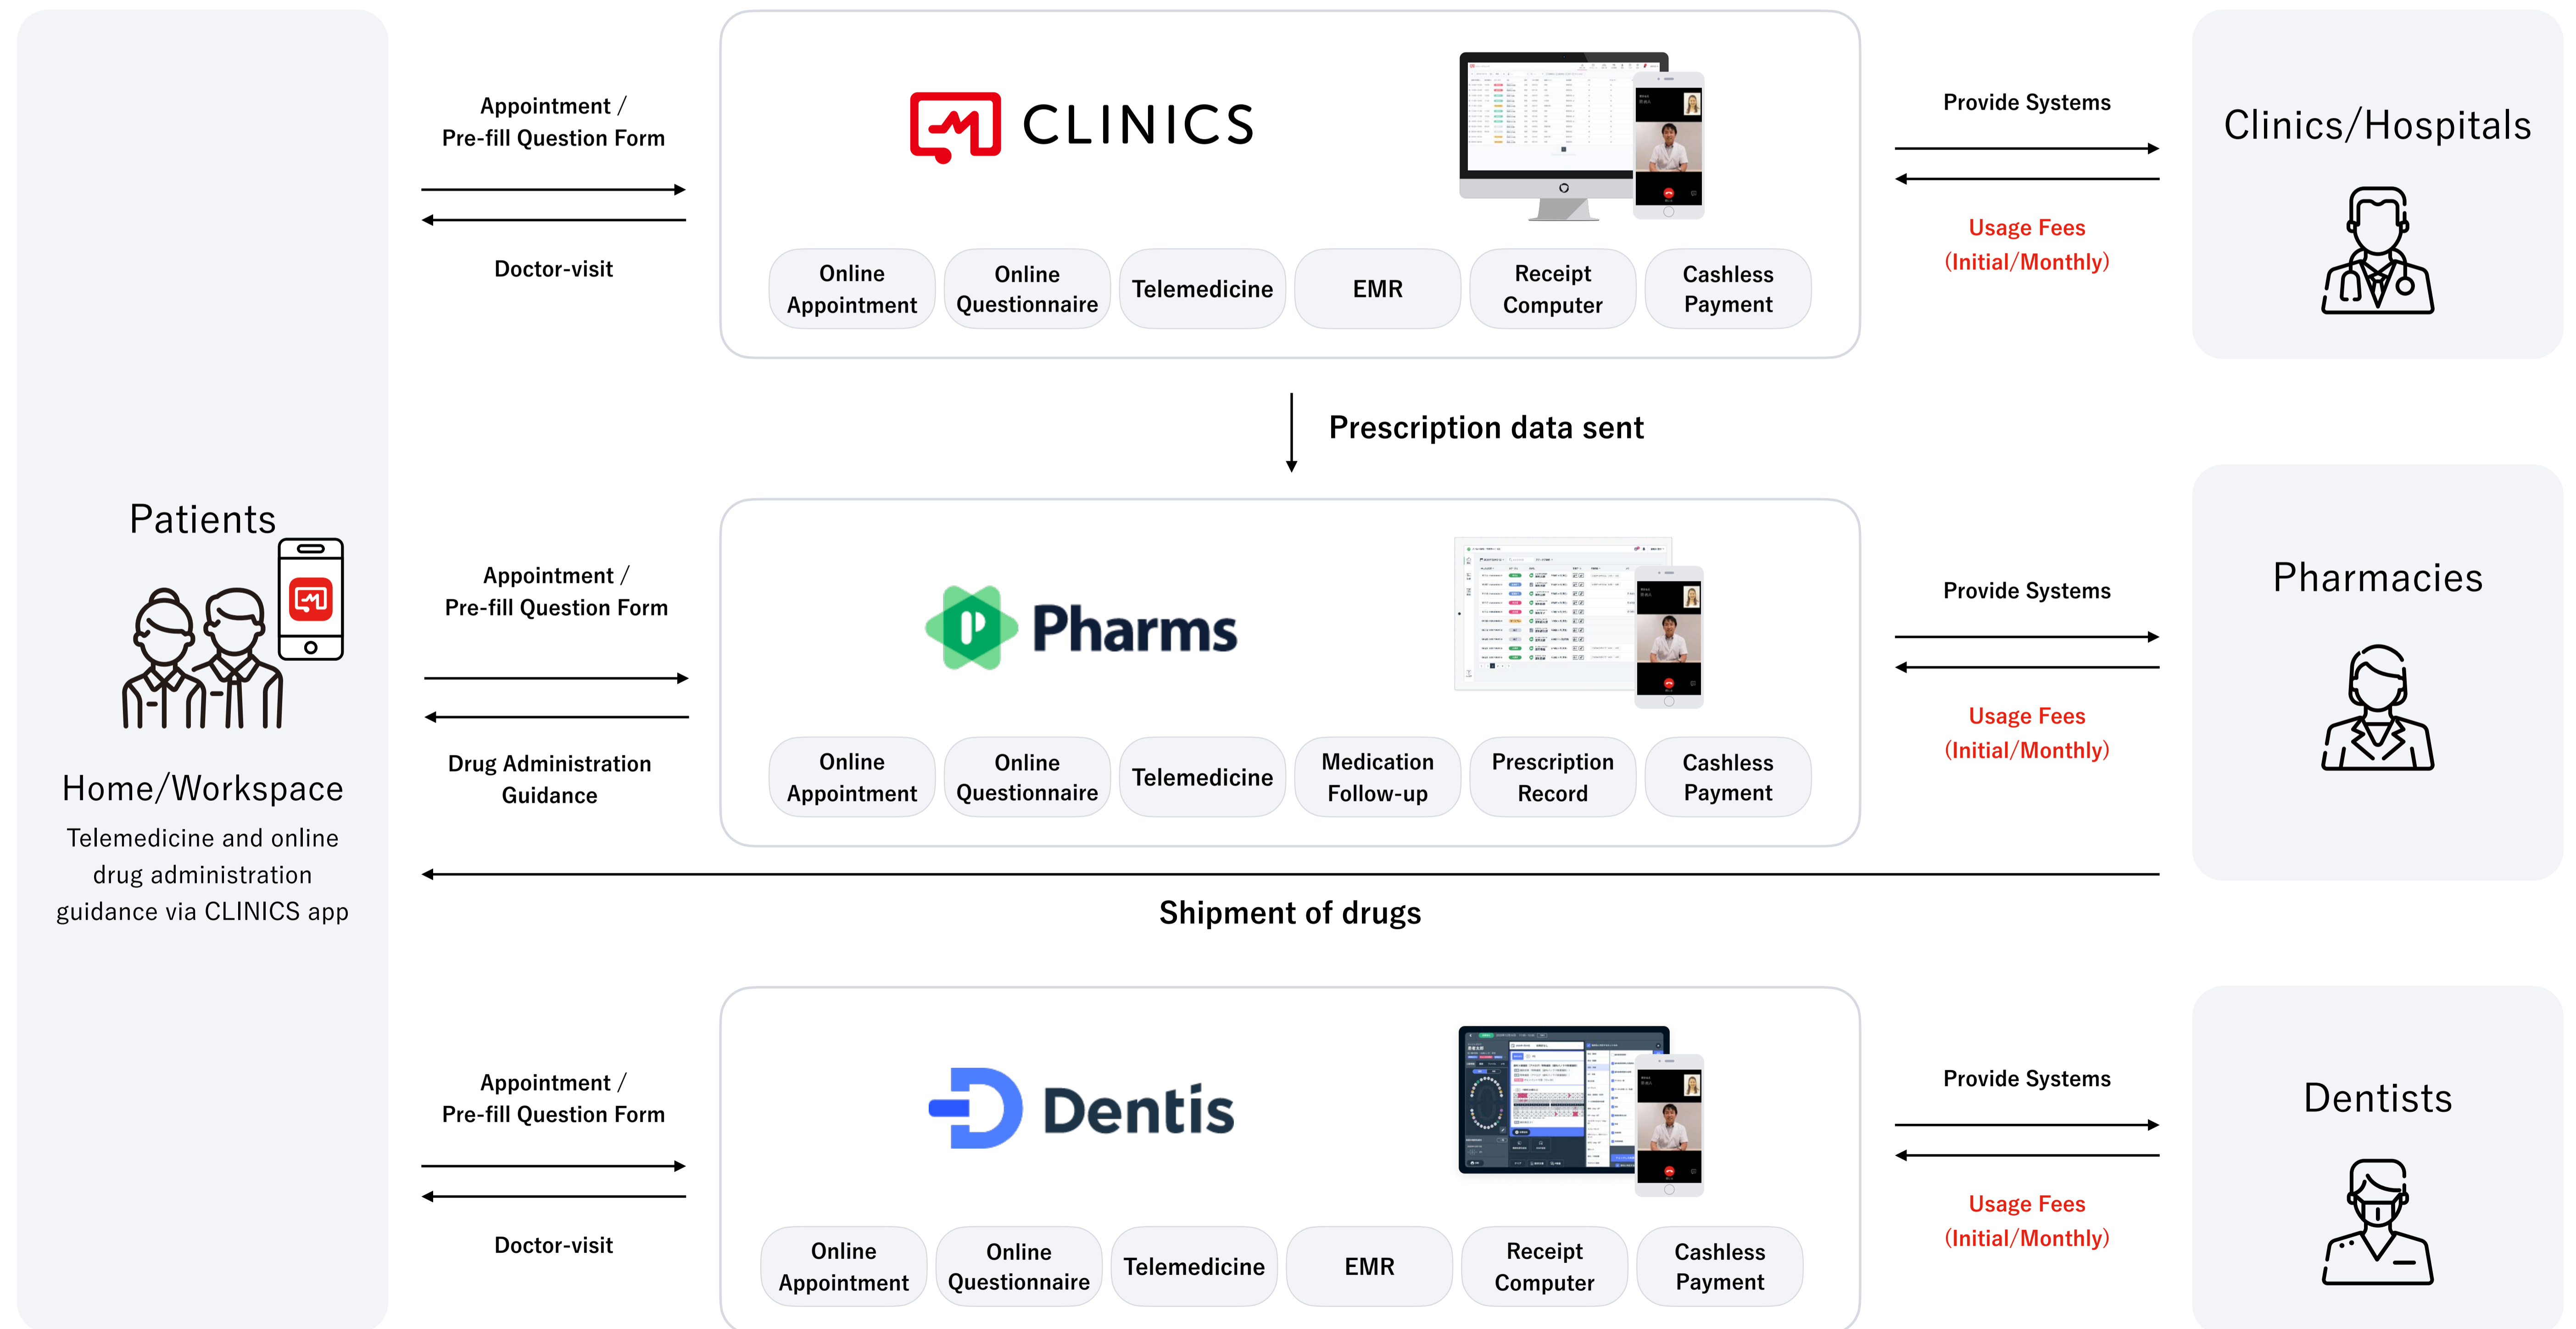 Patients
Home/Workspace
Telemedicine and online
drug administration
guidance via CLINICS app
Appointment /
Pre-fill Question Form
Doctor-visit
CLINICS
Online
Appointment
Online
Questionnaire
Telemedicine
EMR
Receipt
Computer
Cashless
Payment
Provide Systems
Usage Fees
(Initial/Monthly)
Clinics/Hospitals
Prescription data sent
Appointment /
Pre-fill Question Form
Drug Administration
Guidance
Pharms
Online
Appointment
Online
Questionnaire
Telemedicine
Medication
Follow-up
Prescription
Record
Cashless
Payment
Provide Systems
Usage Fees
(Initial/Monthly)
Pharmacies
Shipment of drugs
Appointment /
Pre-fill Question Form
Doctor-visit
Dentis
Online
Appointment
Online
Questionnaire
Telemedicine
EMR
Receipt
Computer
Cashless
Payment
Provide Systems
Usage Fees
(Initial/Monthly)
Dentists